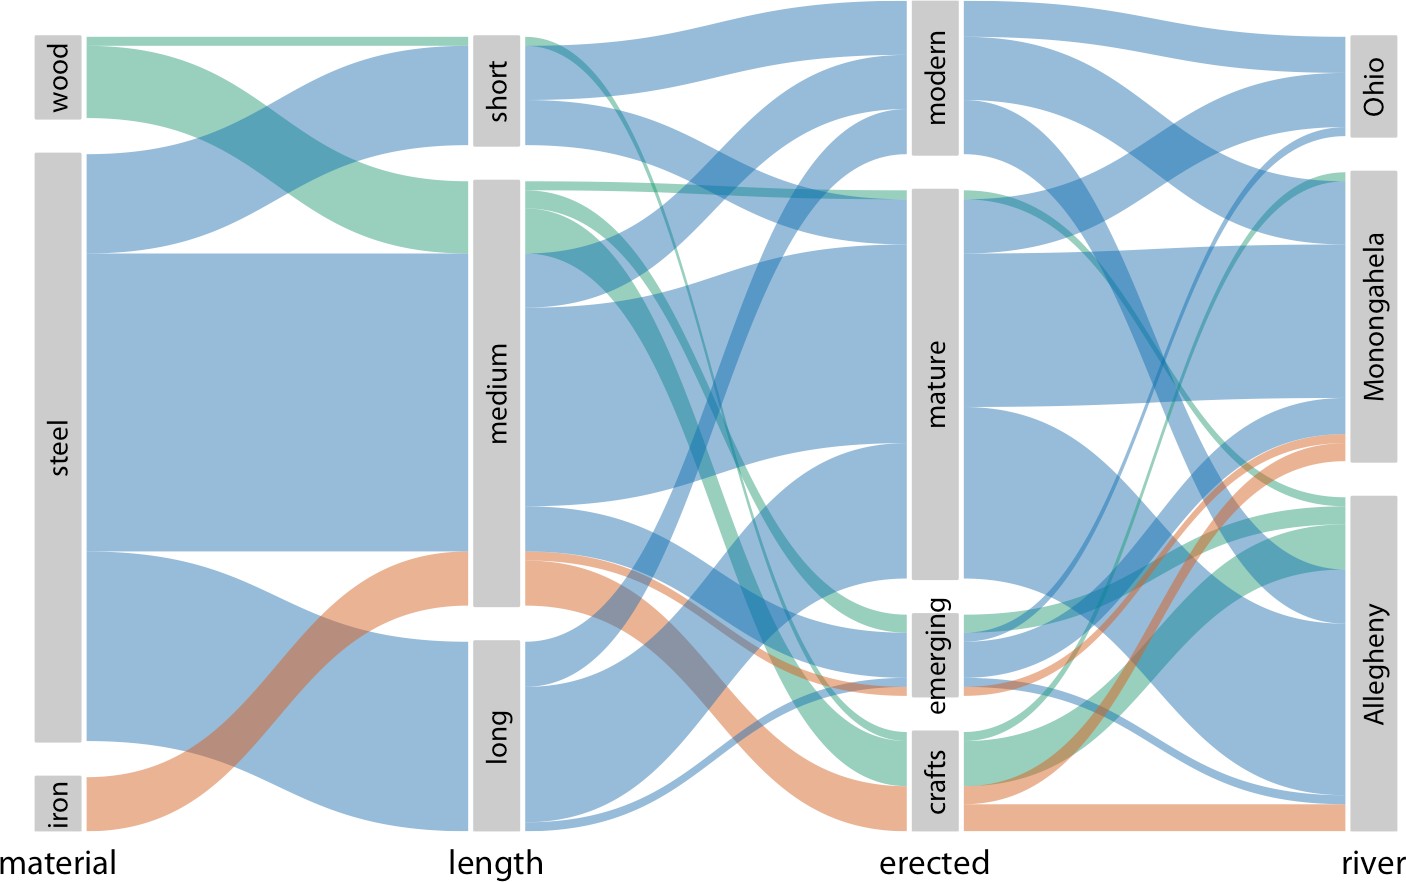 wood
steel
iron
short
medium
long
modern
mature
emerging
crafts
Ohio
Monongahela
Allegheny
material
length
erected
river